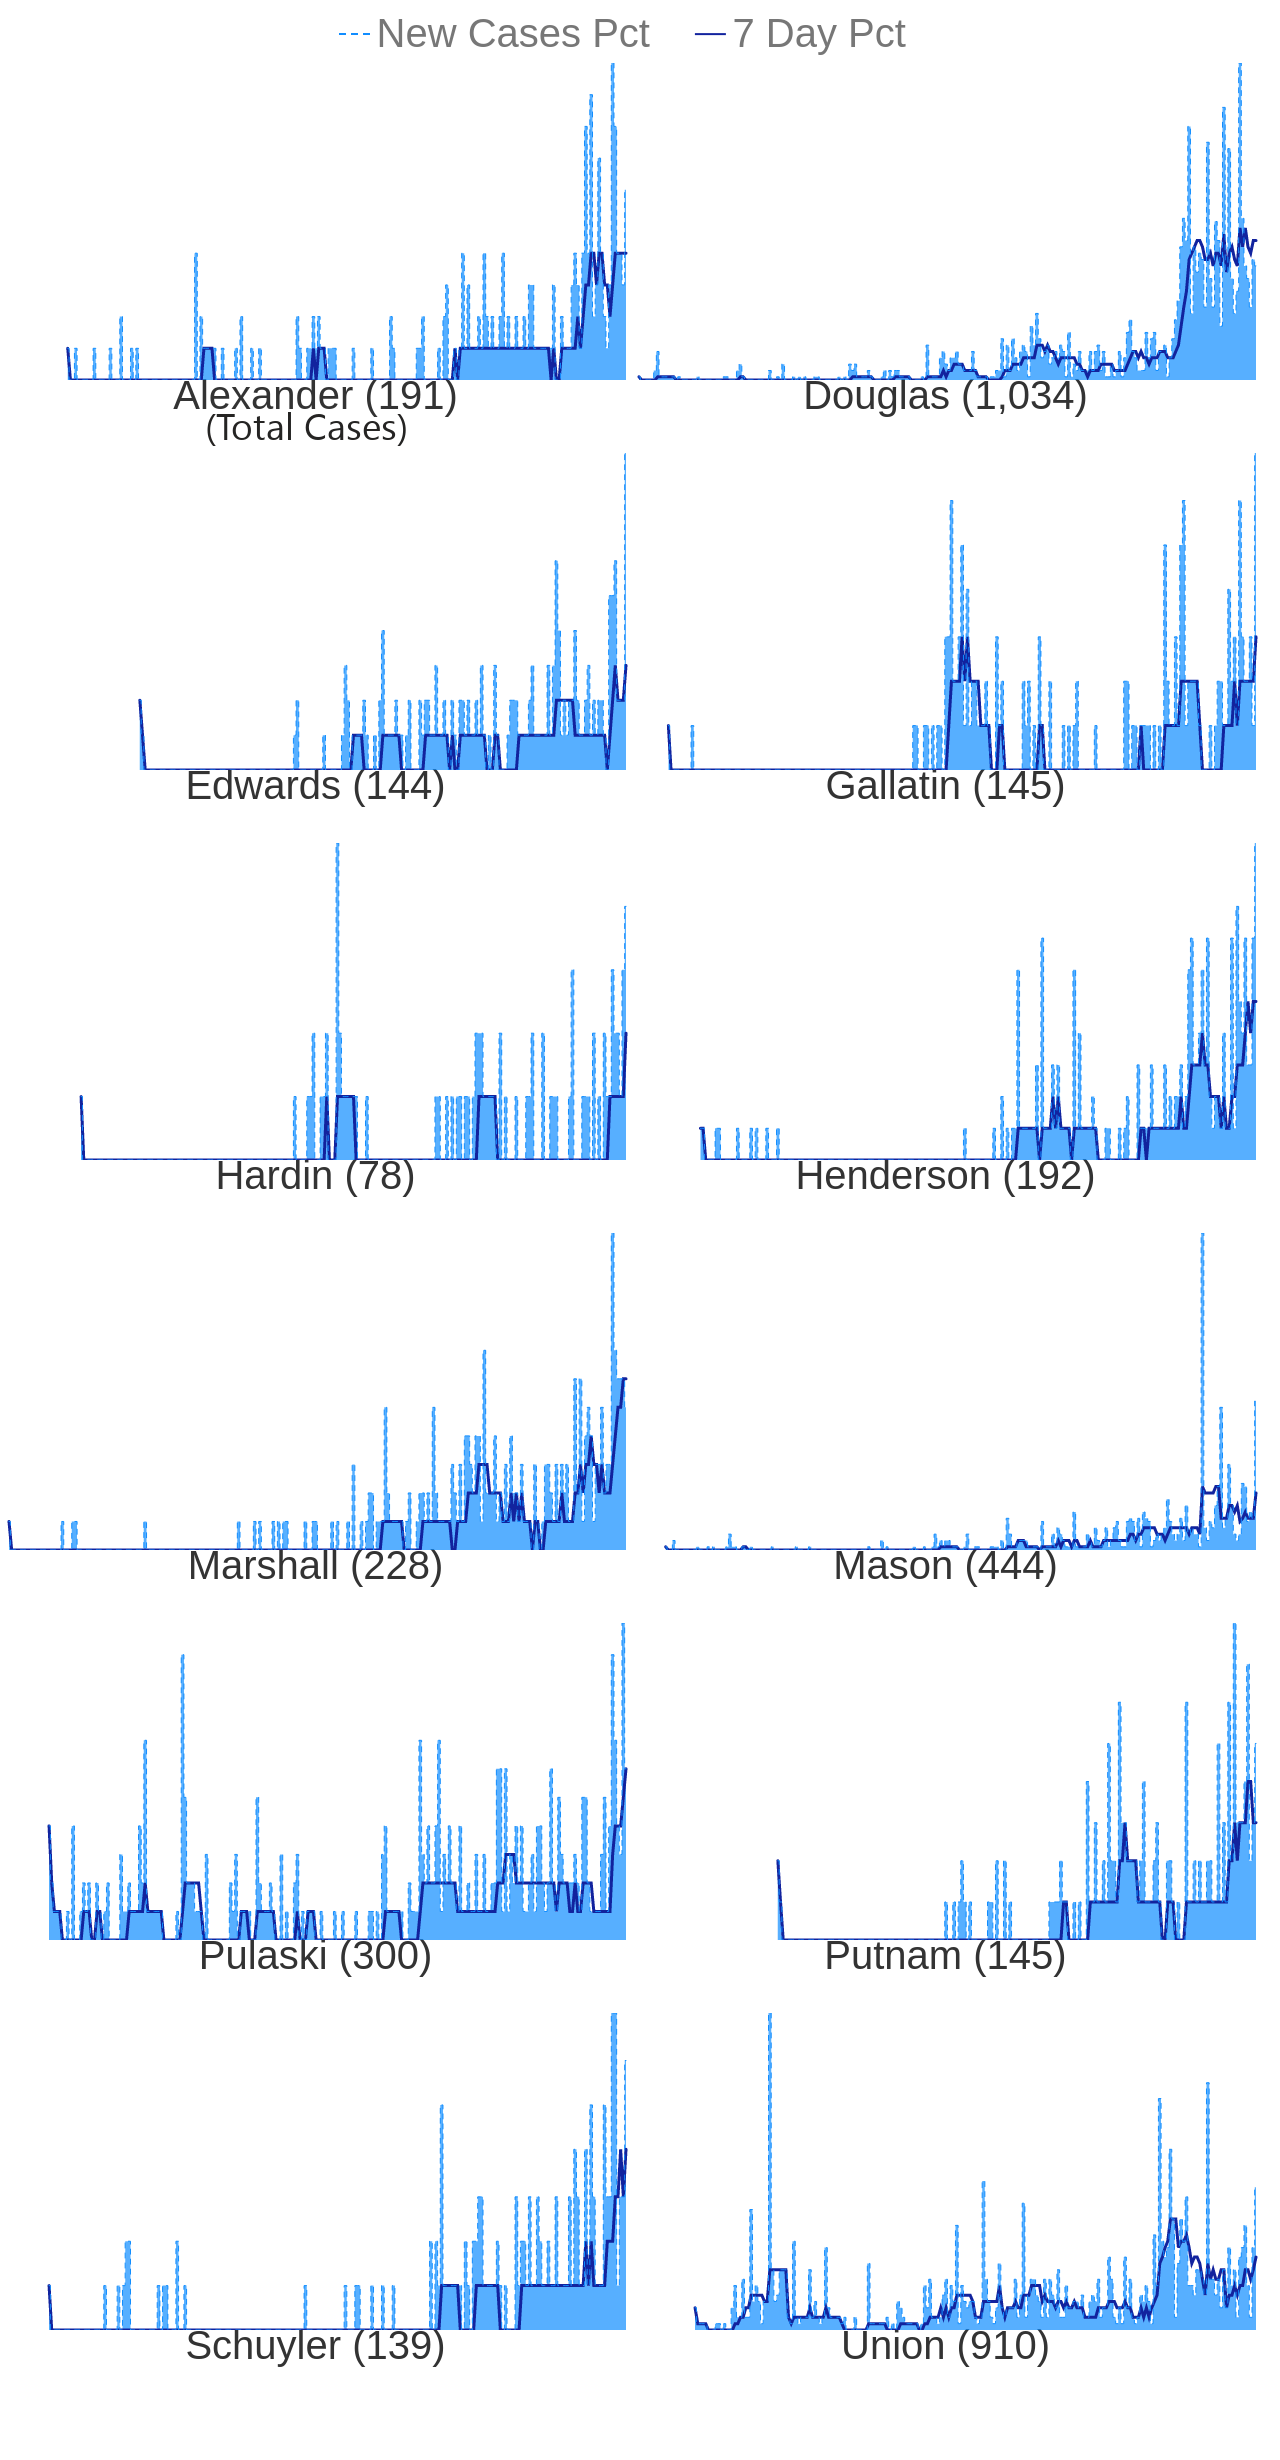 New Cases Pct 7 Day Pct
Alexander (191) Douglas (1,034)
(Total Cases)
Edwards (144) Gallatin (145)
Hardin (78) Henderson (192)
Marshall (228) Mason (444)
Pulaski (300) Putnam (145)
Schuyler (139) Union (910)